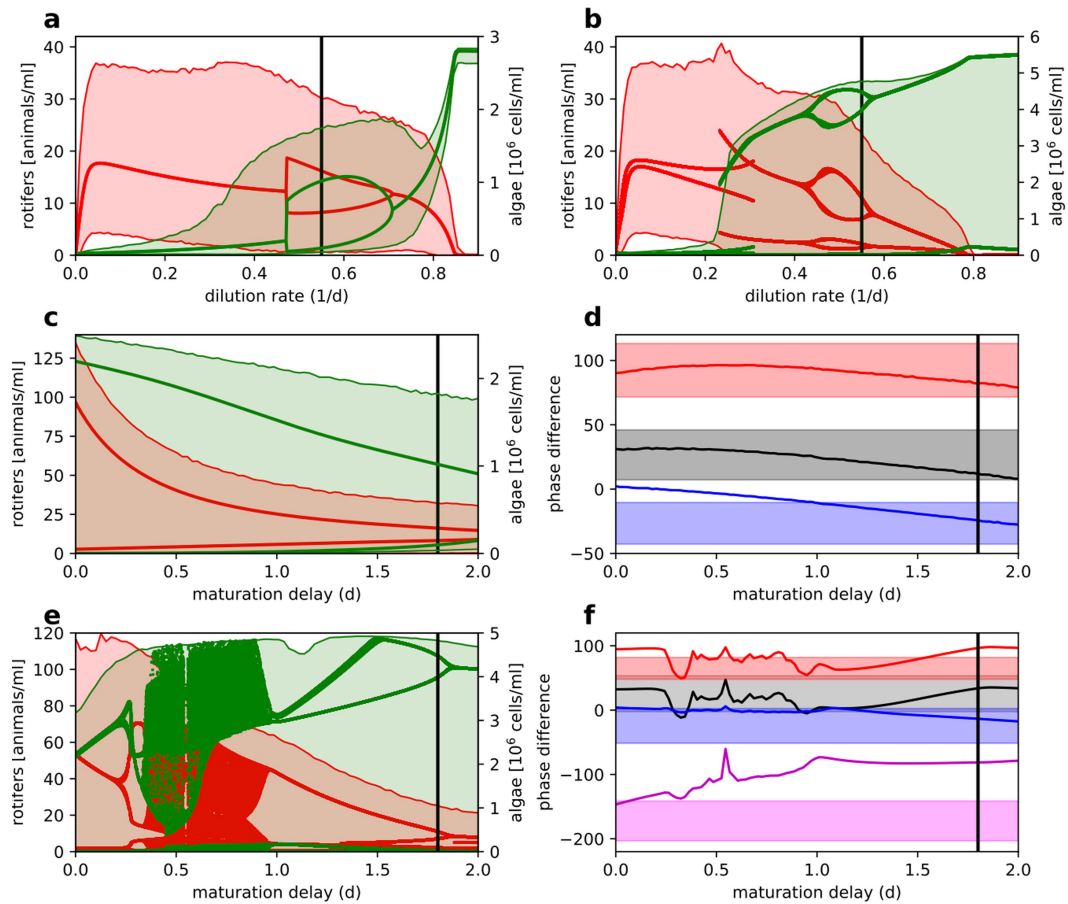 a
rotifers [animals/ml]
40
30
20
10
0
3
2
1
0
algae [10⁶ cells/ml]
0.0 0.2 0.4 0.6 0.8
dilution rate (1/d)
b
rotifers [animals/ml]
40
30
20
10
0
6
5
4
3
2
1
0
algae [10⁶ cells/ml]
0.0 0.2 0.4 0.6 0.8
dilution rate (1/d)
c
rotifers [animals/ml]
125
100
75
50
25
0
2
1
0
algae [10⁶ cells/ml]
0.0 0.5 1.0 1.5 2.0
maturation delay (d)
d
phase difference
100
50
0
−50
0.0 0.5 1.0 1.5 2.0
maturation delay (d)
e
rotifers [animals/ml]
120
100
80
60
40
20
0
5
4
3
2
1
0
algae [10⁶ cells/ml]
0.0 0.5 1.0 1.5 2.0
maturation delay (d)
f
phase difference
100
0
−100
−200
0.0 0.5 1.0 1.5 2.0
maturation delay (d)